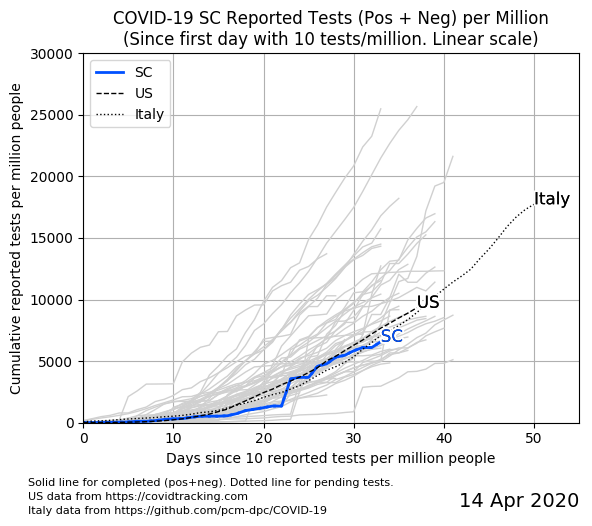 COVID-19 SC Reported Tests (Pos + Neg) per Million
(Since first day with 10 tests/million. Linear scale)
Cumulative reported tests per million people
30000
25000
20000
15000
10000
5000
0
SC
US
Italy
Italy
US
SC
0 10 20 30 40 50
Days since 10 reported tests per million people
Solid line for completed (pos+neg). Dotted line for pending tests.
US data from https://covidtracking.com
Italy data from https://github.com/pcm-dpc/COVID-19
14 Apr 2020